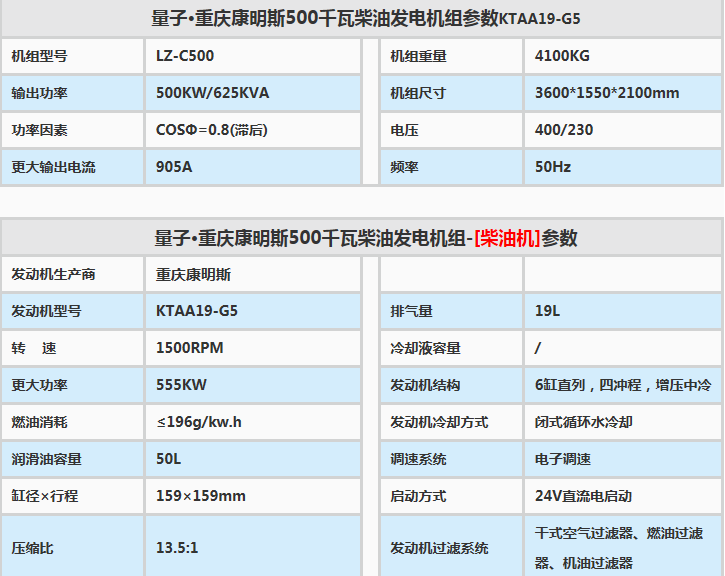 量子·重庆康明斯500千瓦柴油发电机组参数KTAA19-G5
机组型号 LZ-C500 机组重量 4100KG
输出功率 500KW/625KVA 机组尺寸 3600*1550*2100mm
功率因素 COSΦ=0.8(滞后) 电压 400/230
更大输出电流 905A 频率 50Hz
量子·重庆康明斯500千瓦柴油发电机组-[柴油机]参数
发动机生产商 重庆康明斯
发动机型号 KTAA19-G5 排气量 19L
转 速 1500RPM 冷却液容量 /
更大功率 555KW 发动机结构 6缸直列，四冲程，增压中冷
燃油消耗 ≤196g/kw.h 发动机冷却方式 闭式循环水冷却
润滑油容量 50L 调速系统 电子调速
缸径×行程 159×159mm 启动方式 24V直流电启动
压缩比 13.5:1 发动机过滤系统 干式空气过滤器、燃油过滤
器、机油过滤器